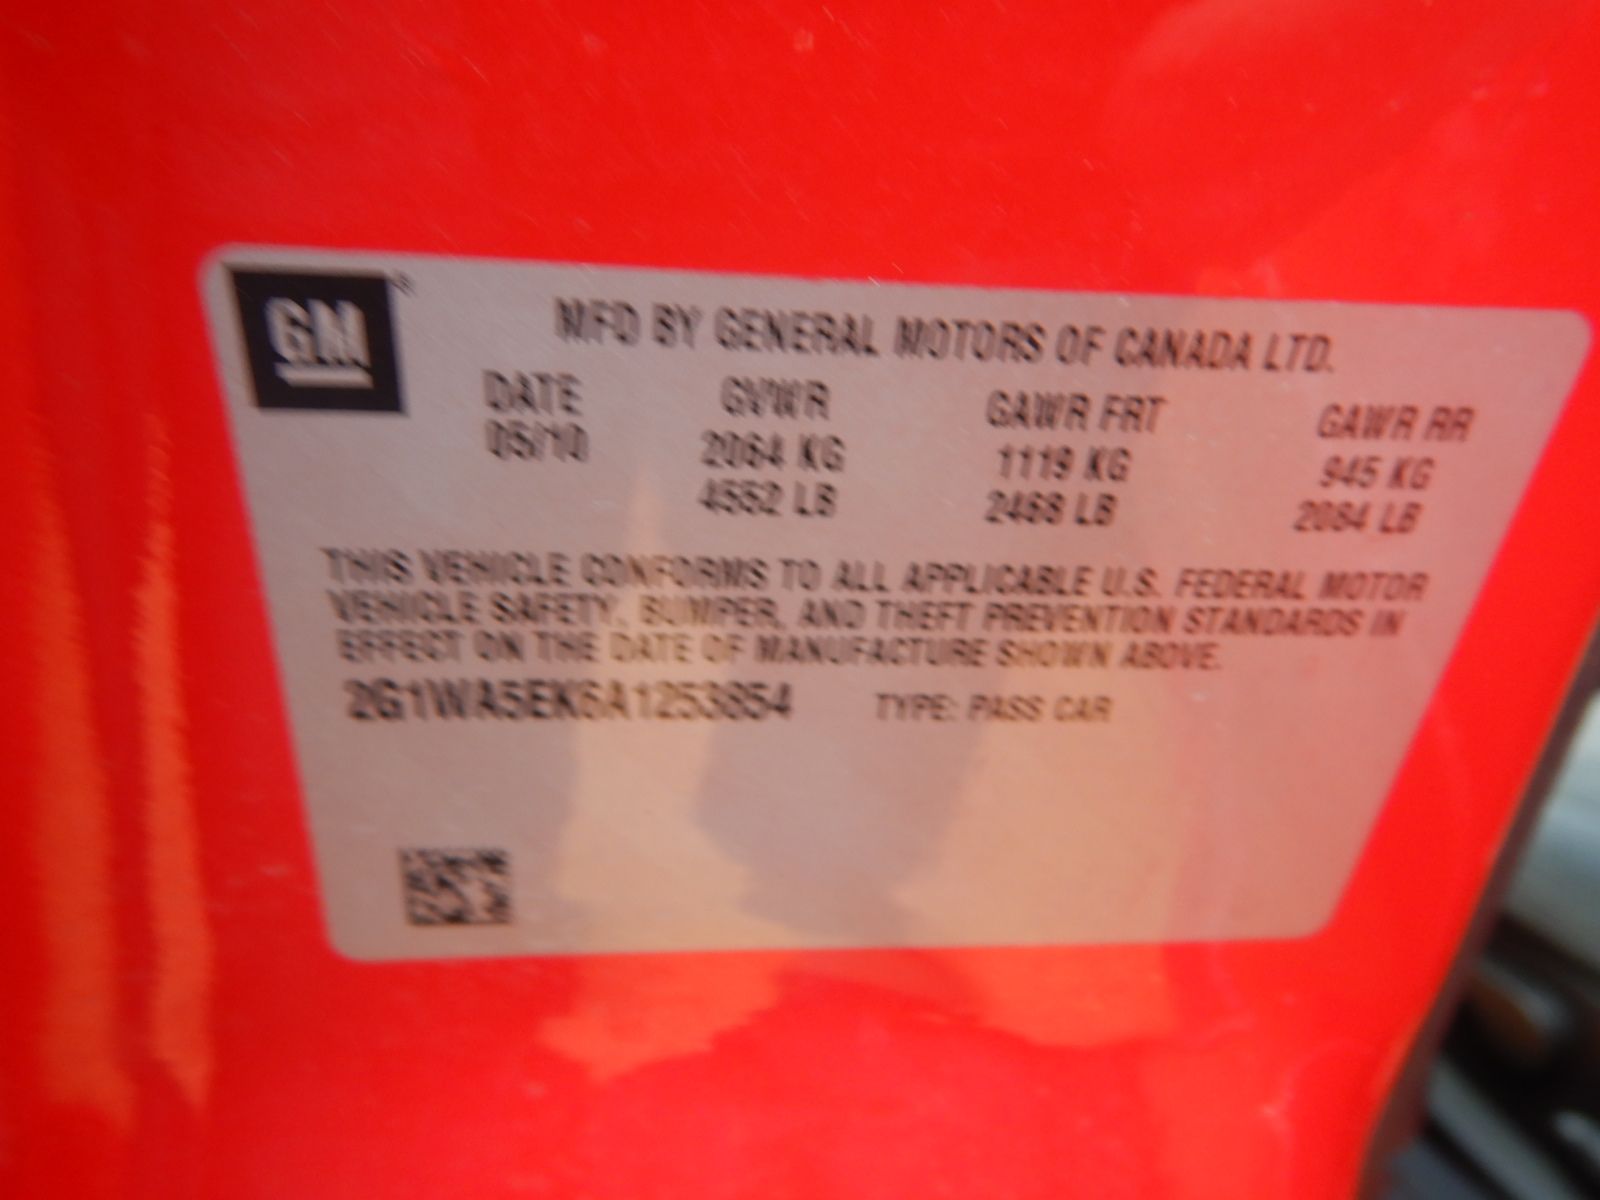 GM ®
MFD BY GENERAL MOTORS OF CANADA LTD.
DATE GVWR GAWR FRT GAWR RR
05/10 2064 KG 1119 KG 945 KG
4552 LB 2468 LB 2084 LB
THIS VEHICLE CONFORMS TO ALL APPLICABLE U.S. FEDERAL MOTOR
VEHICLE SAFETY, BUMPER, AND THEFT PREVENTION STANDARDS IN
EFFECT ON THE DATE OF MANUFACTURE SHOWN ABOVE.
2G1WA5EK6A1253854 TYPE: PASS CAR